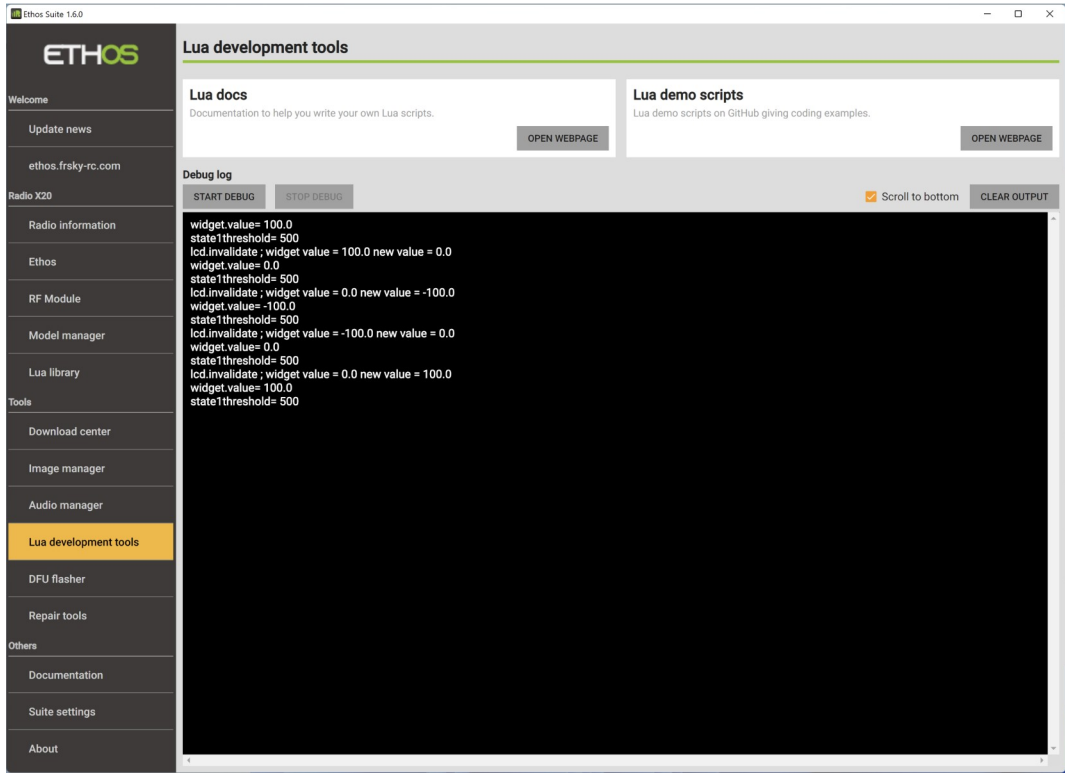 Ethos Suite 1.6.0
ETHOS
Welcome
Update news
ethos.frsky-rc.com
Radio X20
Radio information
Ethos
RF Module
Model manager
Lua library
Tools
Download center
Image manager
Audio manager
Lua development tools
DFU flasher
Repair tools
Others
Documentation
Suite settings
About
Lua development tools
Lua docs
Documentation to help you write your own Lua scripts.
OPEN WEBPAGE
Lua demo scripts
Lua demo scripts on GitHub giving coding examples.
OPEN WEBPAGE
Debug log
START DEBUG
STOP DEBUG
Scroll to bottom
CLEAR OUTPUT
widget.value= 100.0
state1threshold= 500
lcd.invalidate ; widget value = 100.0 new value = 0.0
widget.value= 0.0
state1threshold= 500
lcd.invalidate ; widget value = 0.0 new value = -100.0
widget.value= -100.0
state1threshold= 500
lcd.invalidate ; widget value = -100.0 new value = 0.0
widget.value= 0.0
state1threshold= 500
lcd.invalidate ; widget value = 0.0 new value = 100.0
widget.value= 100.0
state1threshold= 500